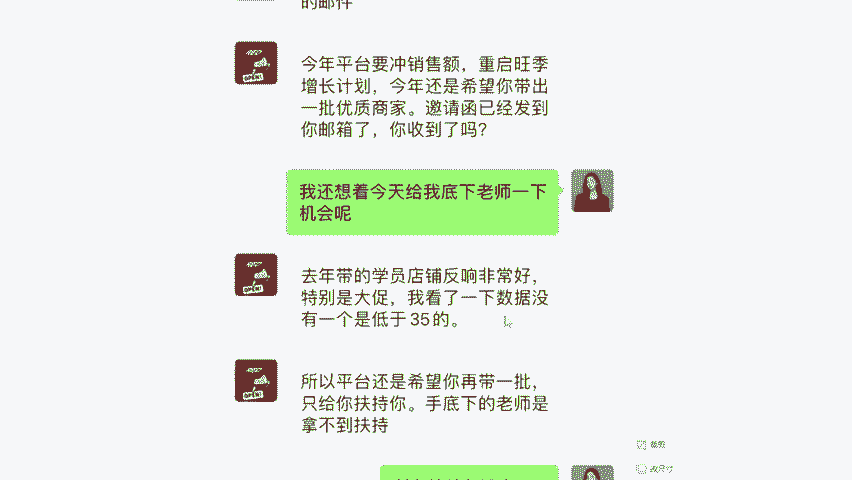 的邮件
今年平台要冲销售额，重启旺季
增长计划，今年还是希望你带出
一批优质商家。邀请函已经发到
你邮箱了，你收到了吗？
我还想着今天给我底下老师一下
机会呢
去年带的学员店铺反响非常好，
特别是大促，我看了一下数据没
有一个是低于35的。
所以平台还是希望你再带一批，
只给你扶持你。手底下的老师是
拿不到扶持